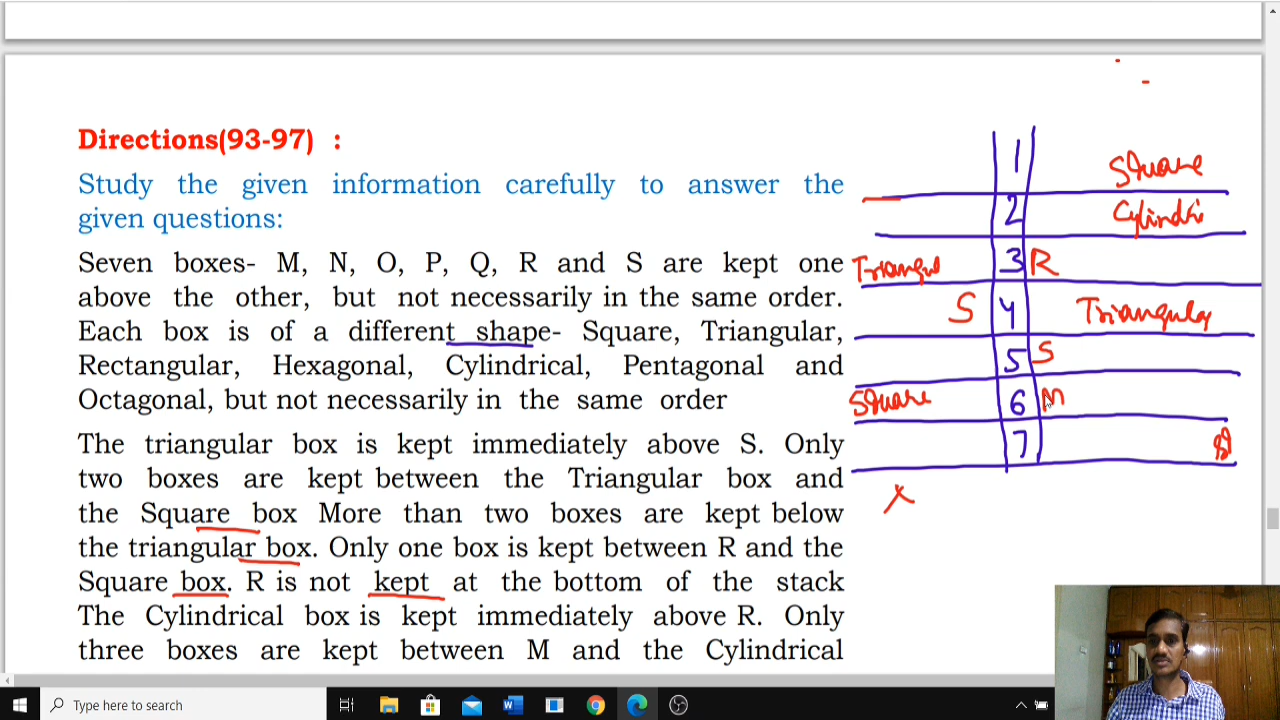 Directions(93-97) :
Study the given information carefully to answer the
given questions:
Seven boxes- M, N, O, P, Q, R and S are kept one
above the other, but not necessarily in the same order.
Each box is of a different shape- Square, Triangular,
Rectangular, Hexagonal, Cylindrical, Pentagonal and
Octagonal, but not necessarily in the same order
The triangular box is kept immediately above S. Only
two boxes are kept between the Triangular box and
the Square box More than two boxes are kept below
the triangular box. Only one box is kept between R and the
Square box. R is not kept at the bottom of the stack
The Cylindrical box is kept immediately above R. Only
three boxes are kept between M and the Cylindrical
1 Square
2 Cylindri
Triangul 3 R
S 4 Triangular
5 S
Square 6 M
7
X
Type here to search